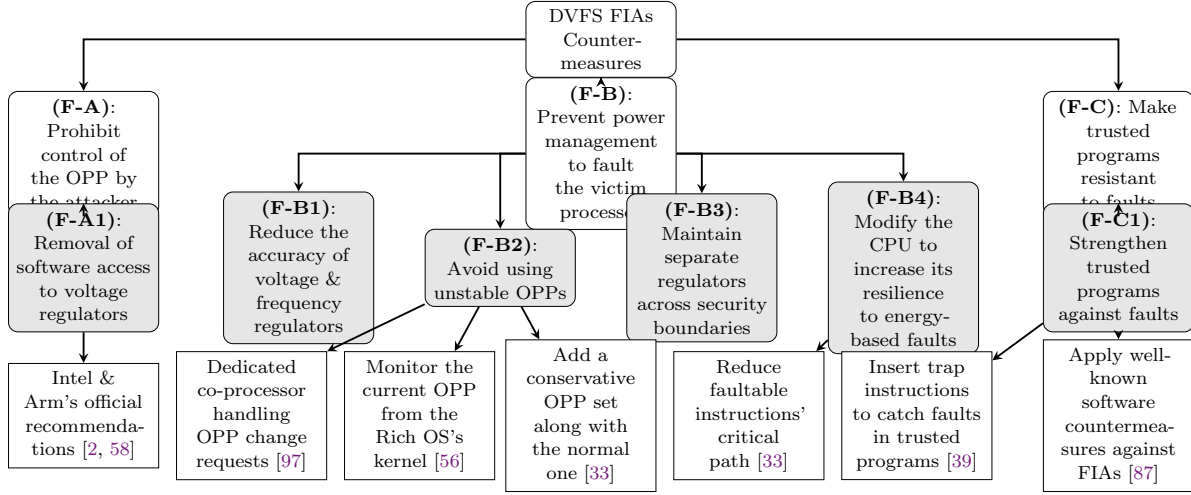 DVFS FIAs
Counter-
measures
(F-A):
Prohibit
control of
the OPP by
the attacker
(F-B):
Prevent power
management
to fault
the victim
processor
(F-C): Make
trusted
programs
resistant
to faults
(F-A1):
Removal of
software access
to voltage
regulators
(F-B1):
Reduce the
accuracy of
voltage &
frequency
regulators
(F-B2):
Avoid using
unstable OPPs
(F-B3):
Maintain
separate
regulators
across security
boundaries
(F-B4):
Modify the
CPU to
increase its
resilience
to energy-
based faults
(F-C1):
Strengthen
trusted
programs
against faults
Intel &
Arm's official
recommenda-
tions [2, 58]
Dedicated
co-processor
handling
OPP change
requests [97]
Monitor the
current OPP
from the
Rich OS's
kernel [56]
Add a
conservative
OPP set
along with
the normal
one [33]
Reduce
faultable
instructions'
critical
path [33]
Insert trap
instructions
to catch faults
in trusted
programs [39]
Apply well-
known
software
countermea-
sures against
FIAs [87]